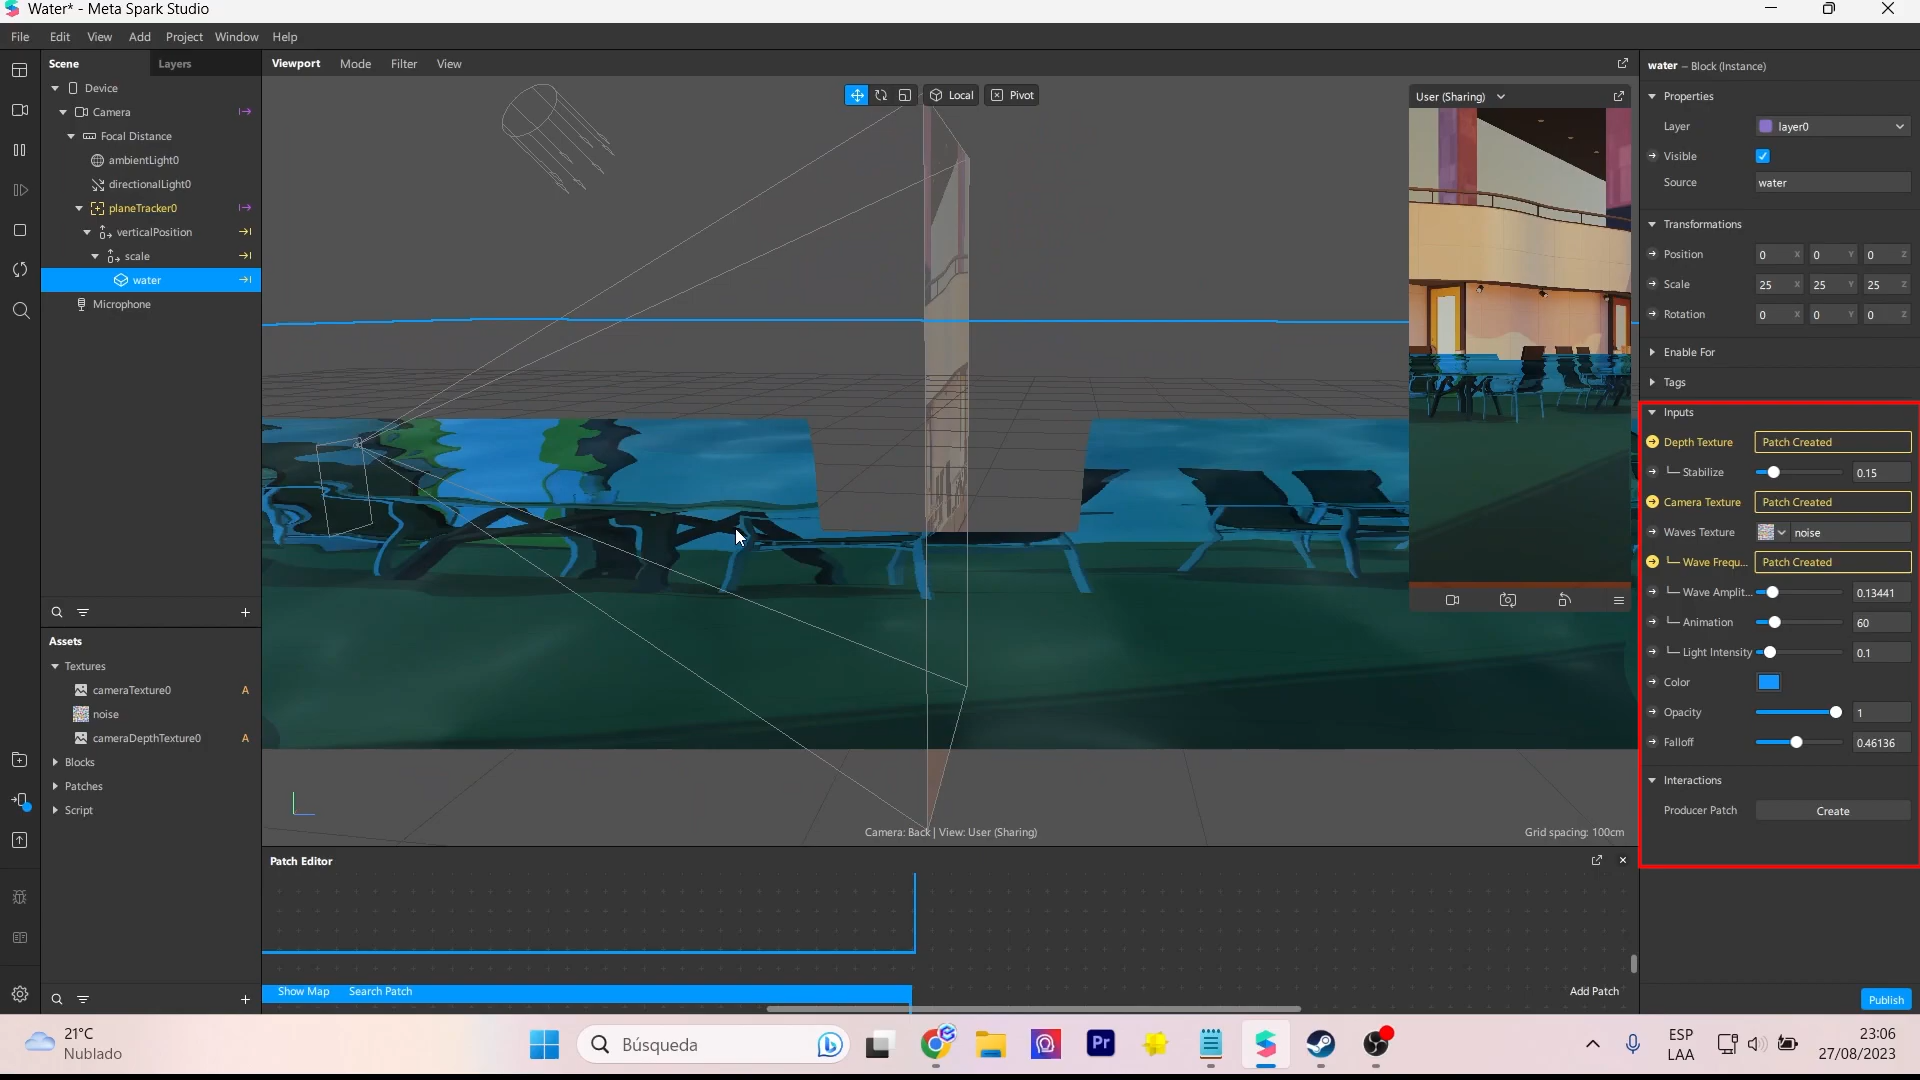 Water* - Meta Spark Studio
File Edit View Add Project Window Help
Scene Layers
Device
Camera
Focal Distance
ambientLight0
directionalLight0
planeTracker0
verticalPosition
scale
water
Microphone
Assets
Textures
cameraTexture0 A
noise
cameraDepthTexture0 A
Blocks
Patches
Script
Viewport Mode Filter View
Local Pivot
User (Sharing)
Camera: Back | View: User (Sharing)
Grid spacing: 100cm
Patch Editor
Show Map Search Patch
Add Patch
water – Block (Instance)
Properties
Layer layer0
Visible
Source water
Transformations
Position 0 X 0 Y 0 Z
Scale 25 X 25 Y 25 Z
Rotation 0 X 0 Y 0 Z
Enable For
Tags
Inputs
Depth Texture Patch Created
Stabilize 0.15
Camera Texture Patch Created
Waves Texture noise
Wave Frequ... Patch Created
Wave Amplit... 0.13441
Animation 60
Light Intensity 0.1
Color
Opacity 1
Falloff 0.46136
Interactions
Producer Patch Create
Publish
21°C
Nublado
Búsqueda
Pr
ESP
LAA
23:06
27/08/2023